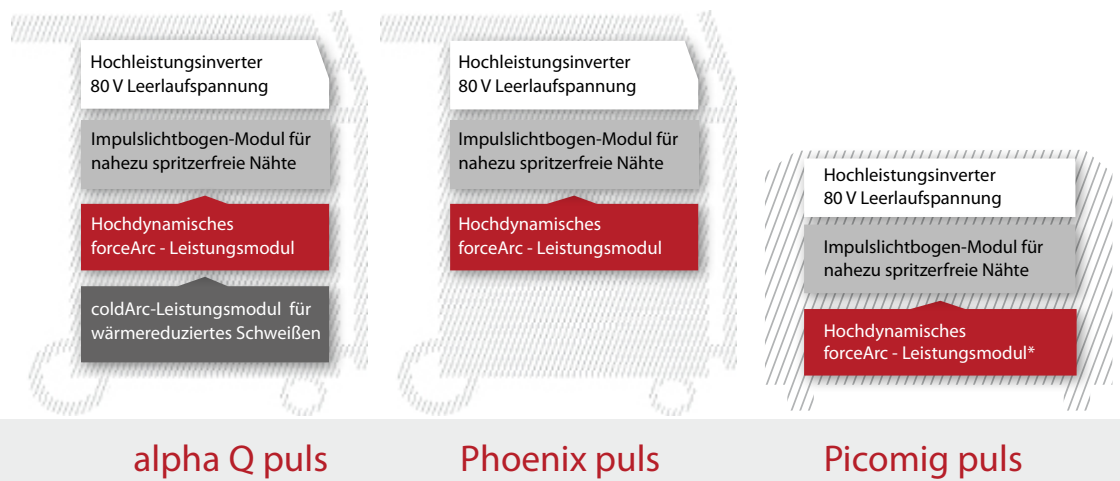 Hochleistungsinverter
80 V Leerlaufspannung
Impulslichtbogen-Modul für
nahezu spritzerfreie Nähte
Hochdynamisches
forceArc - Leistungsmodul
coldArc-Leistungsmodul für
wärmereduziertes Schweißen
alpha Q puls
Hochleistungsinverter
80 V Leerlaufspannung
Impulslichtbogen-Modul für
nahezu spritzerfreie Nähte
Hochdynamisches
forceArc - Leistungsmodul
Phoenix puls
Hochleistungsinverter
80 V Leerlaufspannung
Impulslichtbogen-Modul für
nahezu spritzerfreie Nähte
Hochdynamisches
forceArc - Leistungsmodul*
Picomig puls